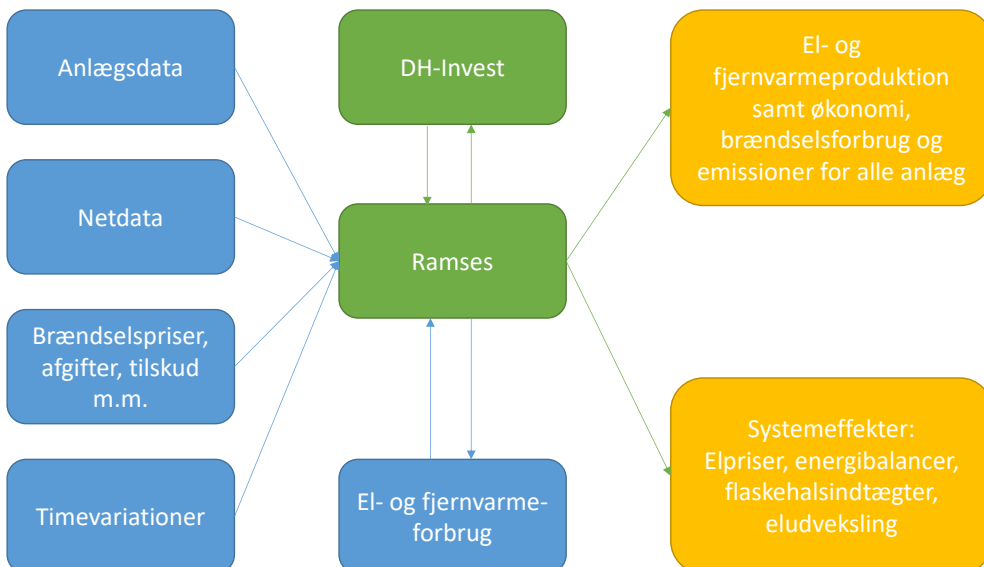 Anlægsdata
Netdata
Brændselspriser,
afgifter, tilskud
m.m.
Timevariationer
DH-Invest
Ramses
El- og fjernvarme-
forbrug
El- og
fjernvarmeproduktion
samt økonomi,
brændselsforbrug og
emissioner for alle anlæg
Systemeffekter:
Elpriser, energibalancer,
flaskehalsindtægter,
eludveksling